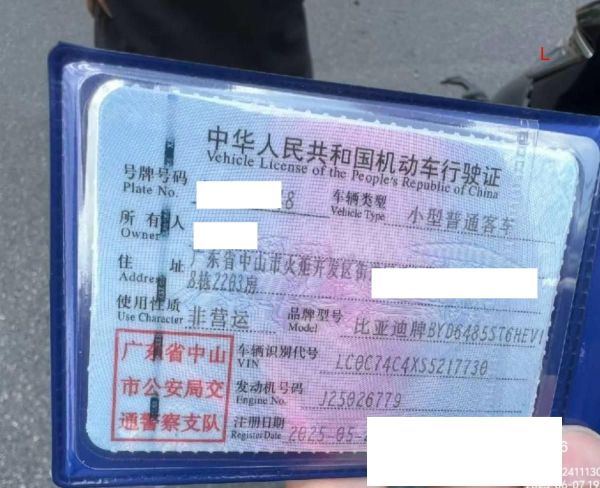 L
中华人民共和国机动车行驶证
Vehicle License of the People's Republic of China
号牌号码 8 车辆类型 小型普通客车
Plate No. Vehicle Type
所有人
Owner
住址 广东省中山市火炬开发区
Address 8栋2203房
使用性质 非营运 品牌型号 比亚迪牌BYD6485ST6HEV1
Use Character Model
广东省中山
市公安局交
通警察支队
车辆识别代号 LC0C74C4XS5217730
VIN
发动机号码 J25026779
Engine No.
注册日期 2025-05-
Register Date
6
2411130
06-07 19